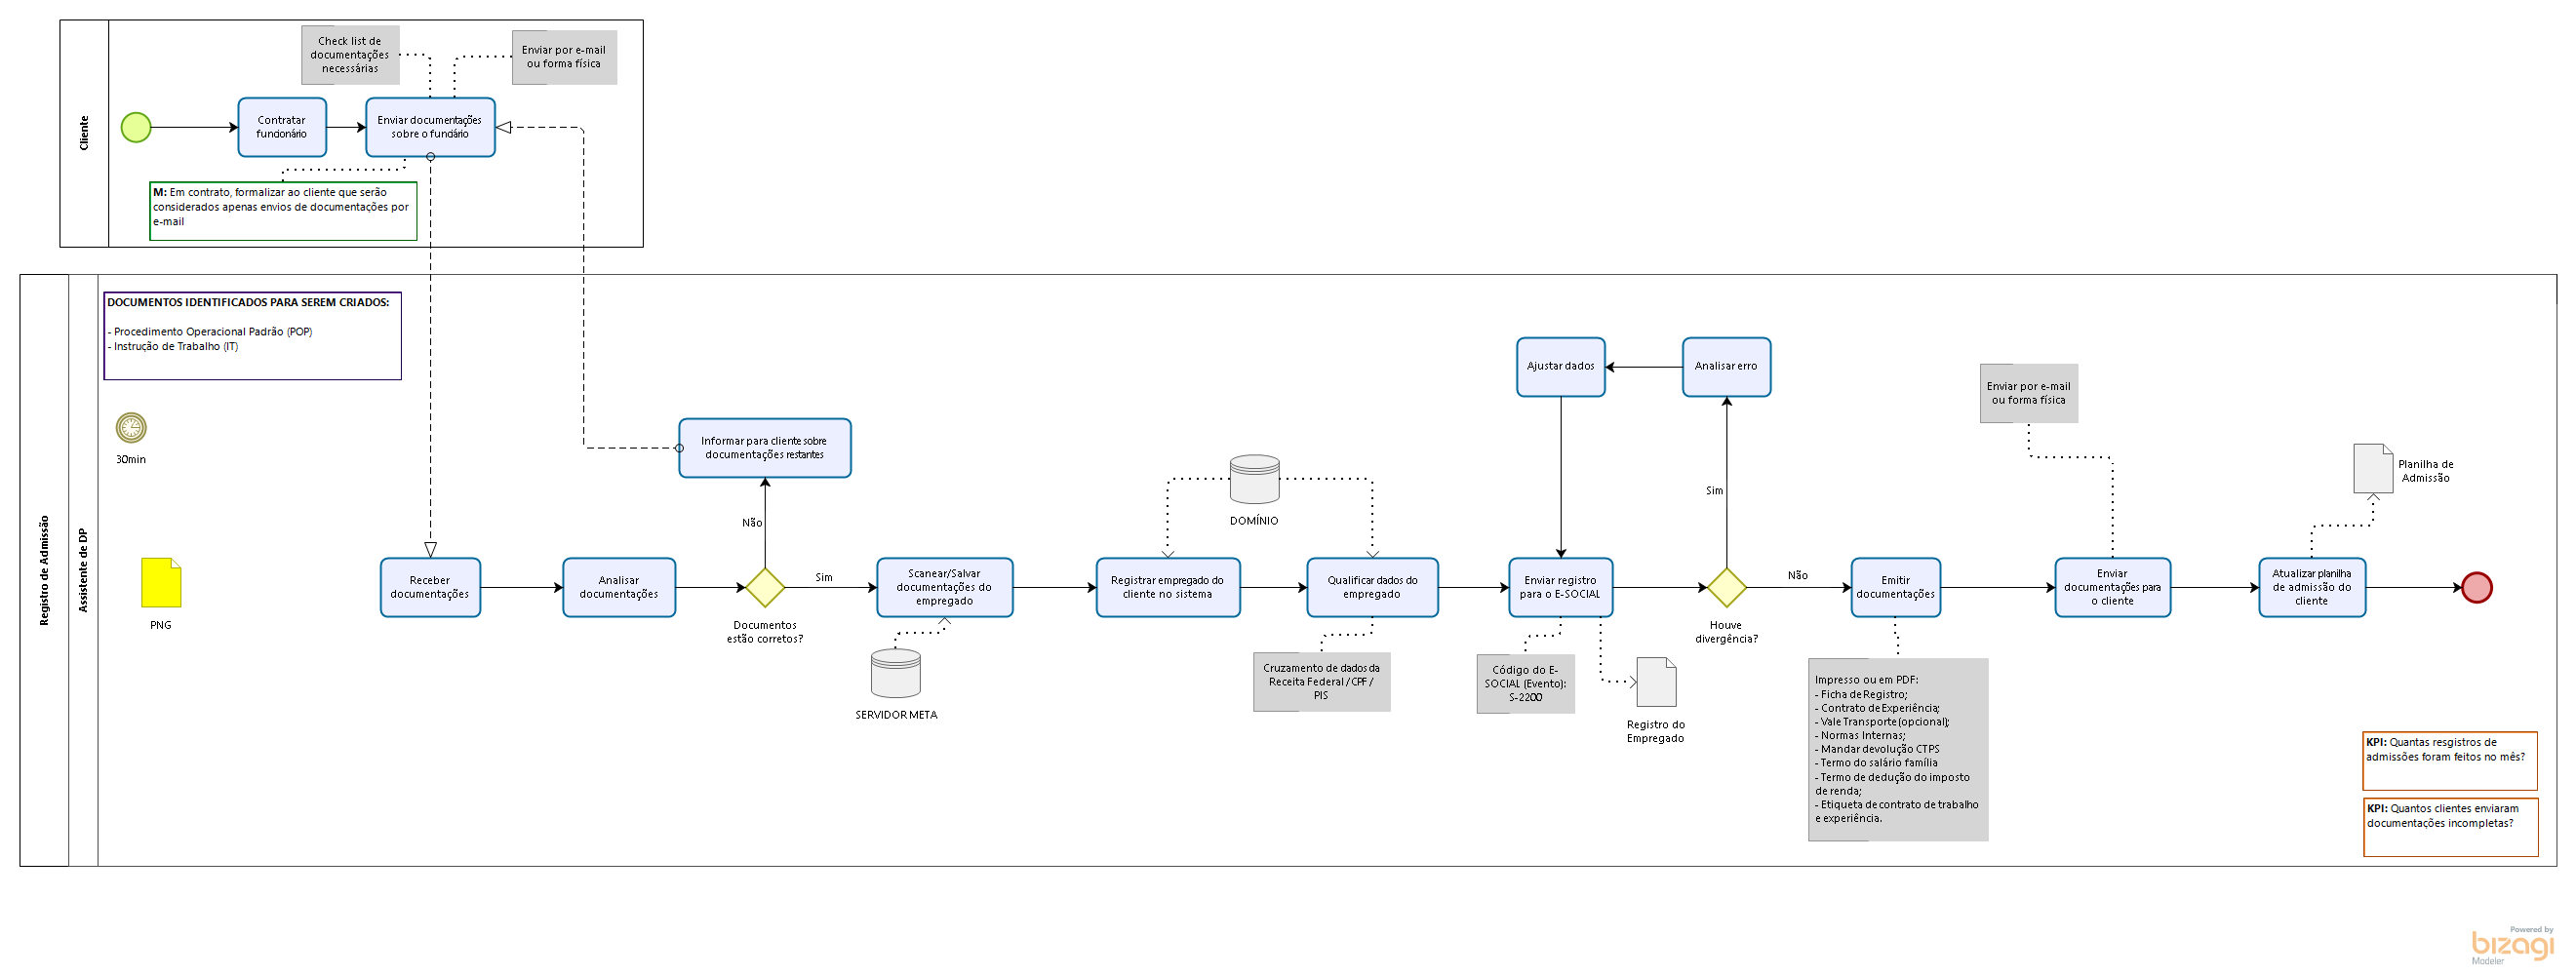 Cliente
Check list de
documentações
necessárias
Enviar por e-mail
ou forma física
Contratar
funcionário
Enviar documentações
sobre o fundário
M: Em contrato, formalizar ao cliente que serão
considerados apenas envios de documentações por
e-mail
Registro de Admissão
Assistente de DP
DOCUMENTOS IDENTIFICADOS PARA SEREM CRIADOS:
- Procedimento Operacional Padrão (POP)
- Instrução de Trabalho (IT)
30min
PNG
Receber
documentações
Analisar
documentações
Informar para cliente sobre
documentações restantes
Não
Documentos
estão corretos?
Sim
Scanear/Salvar
documentações do
empregado
SERVIDOR META
Registrar empregado do
cliente no sistema
DOMÍNIO
Qualificar dados do
empregado
Cruzamento de dados da
Receita Federal / CPF /
PIS
Ajustar dados
Analisar erro
Enviar registro
para o E-SOCIAL
Código do E-
SOCIAL (Evento):
S-2200
Registro do
Empregado
Sim
Houve
divergência?
Não
Emitir
documentações
Impresso ou em PDF:
- Ficha de Registro;
- Contrato de Experiência;
- Vale Transporte (opcional);
- Normas Internas;
- Mandar devolução CTPS
- Termo do salário família
- Termo de dedução do imposto
de renda;
- Etiqueta de contrato de trabalho
e experiência.
Enviar por e-mail
ou forma física
Enviar
documentações para
o cliente
Planilha de
Admissão
Atualizar planilha
de admissão do
cliente
KPI: Quantas resgistros de
admissões foram feitos no mês?
KPI: Quantos clientes enviaram
documentações incompletas?
Powered by
bizagi
Modeler